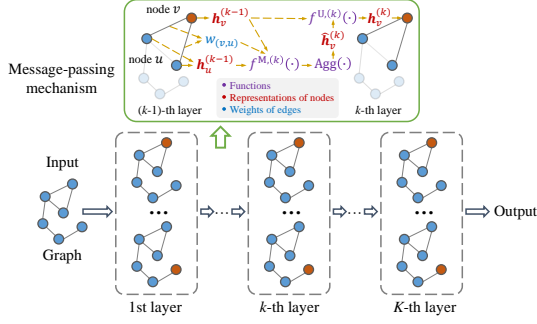 node v
h_v^(k-1)
f^U,(k)(·)
h_v^(k)
W_(v,u)
ĥ_v^(k)
node u
h_u^(k-1)
f^M,(k)(·)
Agg(·)
Message-passing
mechanism
• Functions
• Representations of nodes
• Weights of edges
(k-1)-th layer
k-th layer
Input
Graph
...
...
...
...
...
...
Output
1st layer
k-th layer
K-th layer